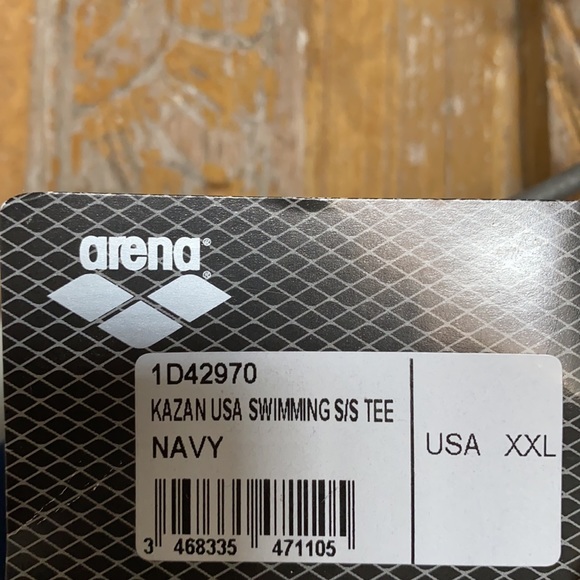 arena®
®
1D42970
KAZAN USA SWIMMING S/S TEE
NAVY
USA XXL
3 468335 471105